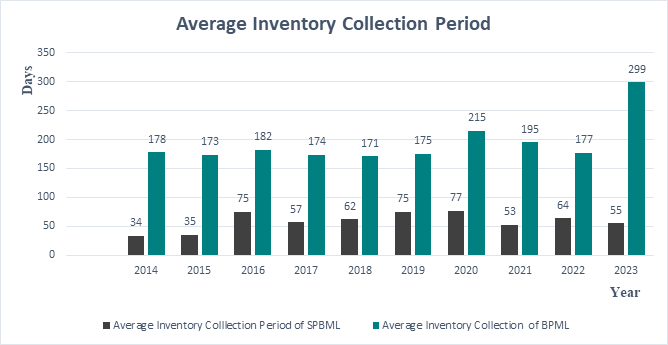 Average Inventory Collection Period
Days
350
300
250
200
150
100
50
0
34 178 35 173 75 182 57 174 62 171 75 175 77 215 53 195 64 177 55 299
2014 2015 2016 2017 2018 2019 2020 2021 2022 2023
Year
Average Inventory Colllection Period of SPBML Average Inventory Collection of BPML